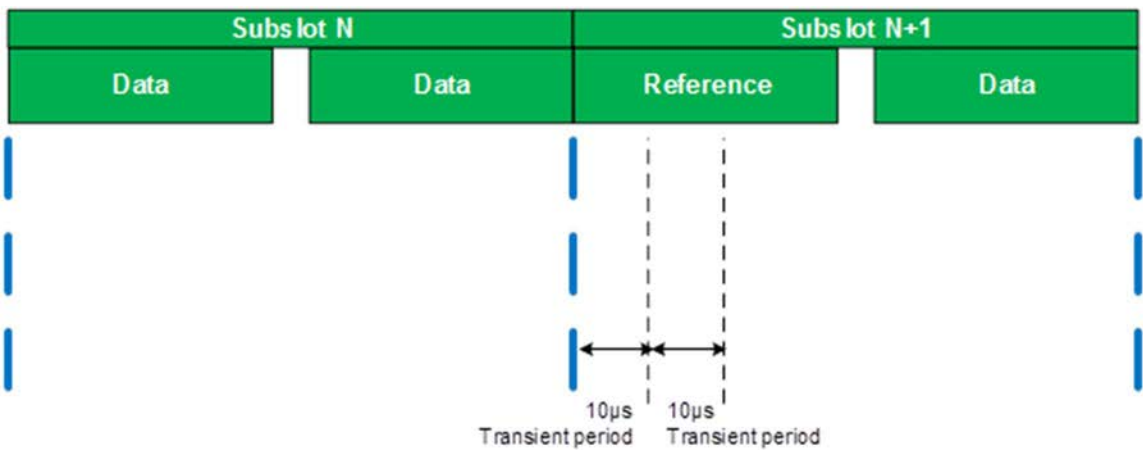 Subslot N Subslot N+1
Data Data Reference Data
10µs 10µs
Transient period Transient period